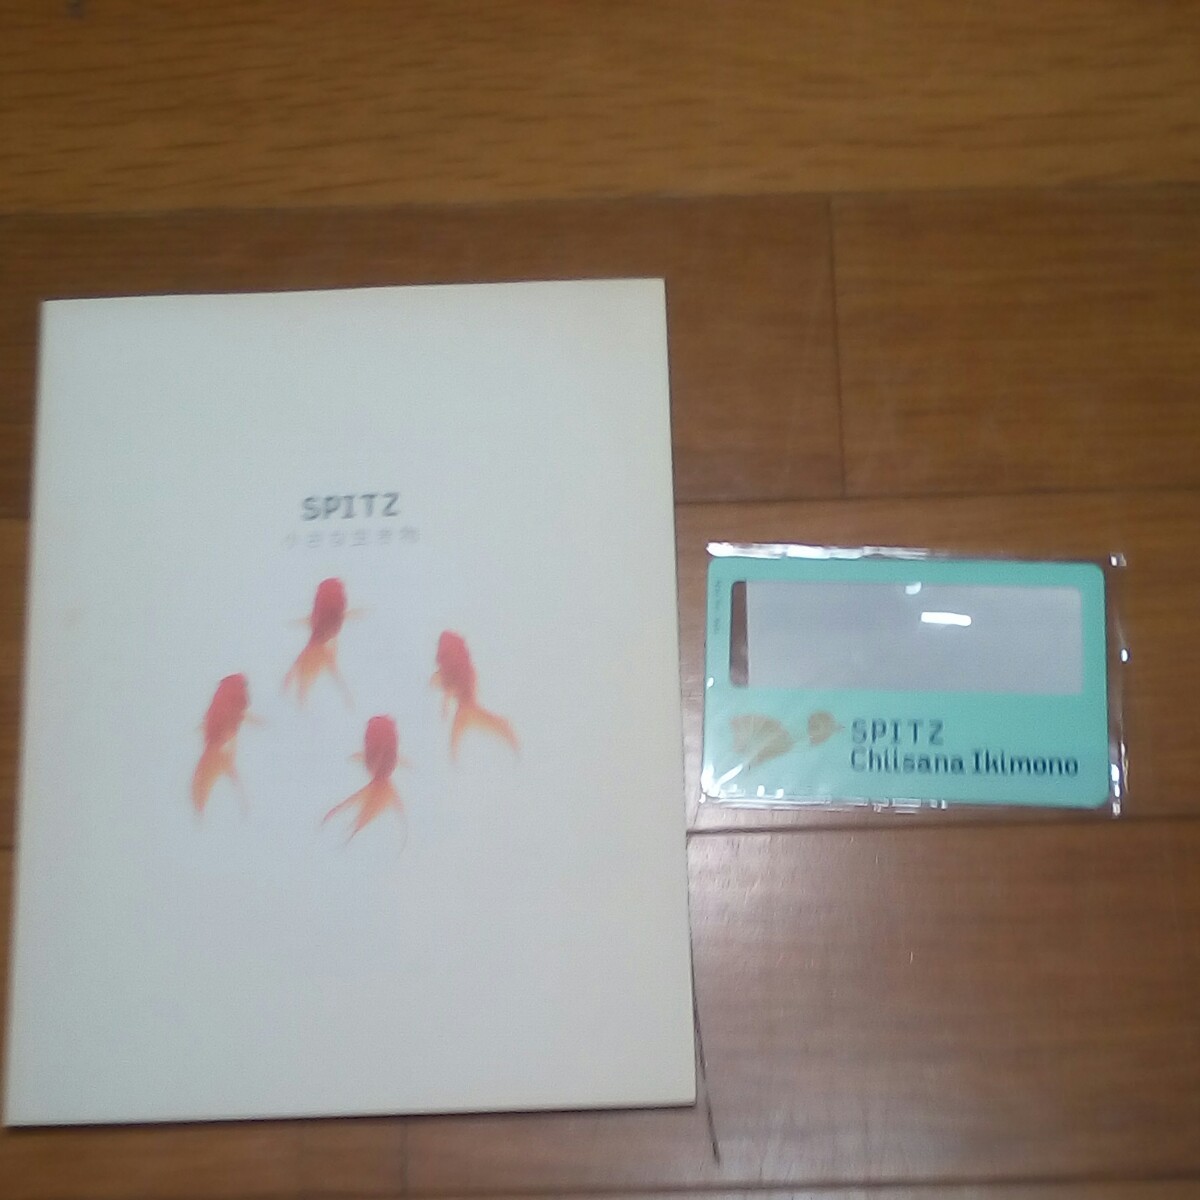 SPITZ
小さな生き物
SPITZ
Chiisana Ikimono